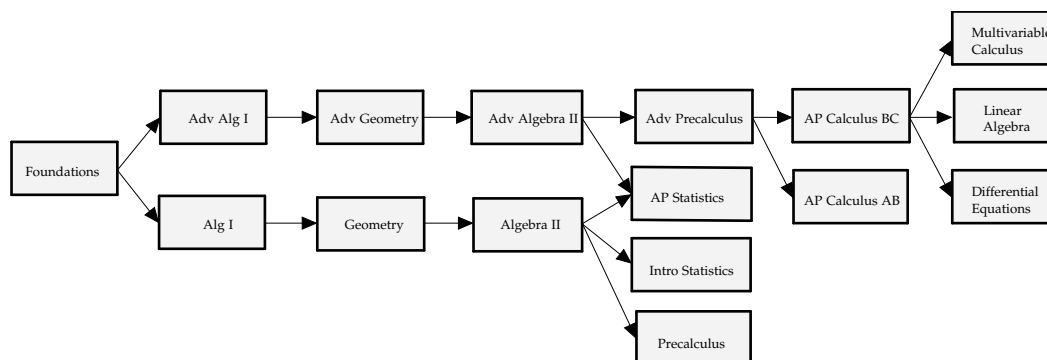 Multivariable
Calculus
Adv Alg I
Adv Geometry
Adv Algebra II
Adv Precalculus
AP Calculus BC
Linear
Algebra
Foundations
AP Statistics
AP Calculus AB
Differential
Equations
Alg I
Geometry
Algebra II
Intro Statistics
Precalculus